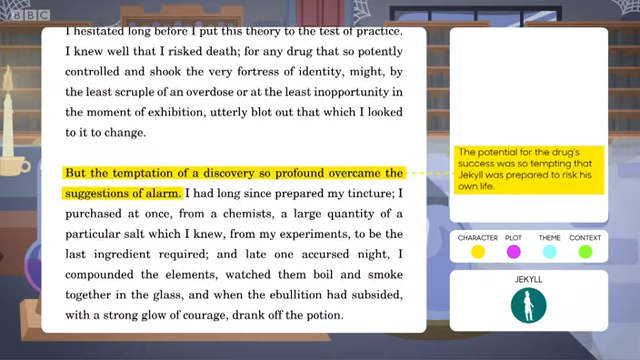 BBC
I hesitated long before I put this theory to the test of practice.
I knew well that I risked death; for any drug that so potently
controlled and shook the very fortress of identity, might, by
the least scruple of an overdose or at the least inopportunity in
the moment of exhibition, utterly blot out that which I looked
to it to change.
But the temptation of a discovery so profound overcame the
suggestions of alarm. I had long since prepared my tincture; I
purchased at once, from a chemists, a large quantity of a
particular salt which I knew, from my experiments, to be the
last ingredient required; and late one accursed night, I
compounded the elements, watched them boil and smoke
together in the glass, and when the ebullition had subsided,
with a strong glow of courage, drank off the potion.
The potential for the drug's
success was so tempting that
Jekyll was prepared to risk his
own life.
CHARACTER PLOT THEME CONTEXT
JEKYLL